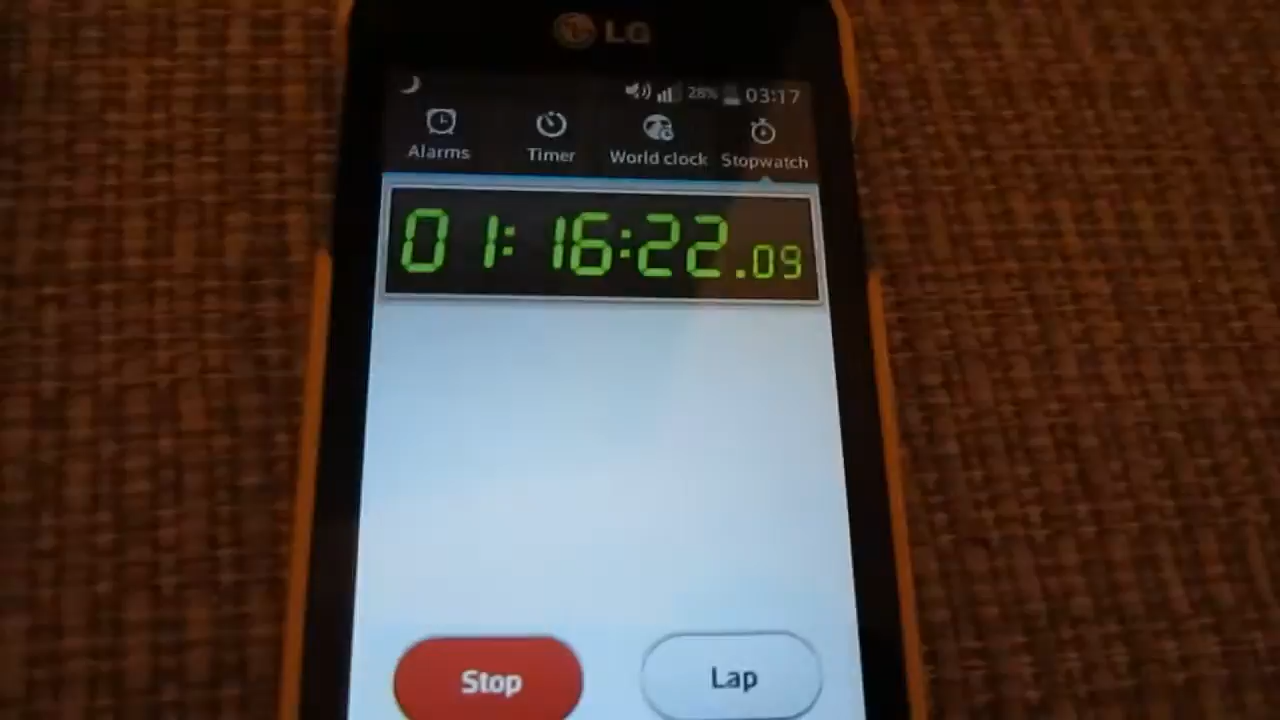 LG
28% 03:17
Alarms Timer World clock Stopwatch
01:16:22.09
Stop Lap